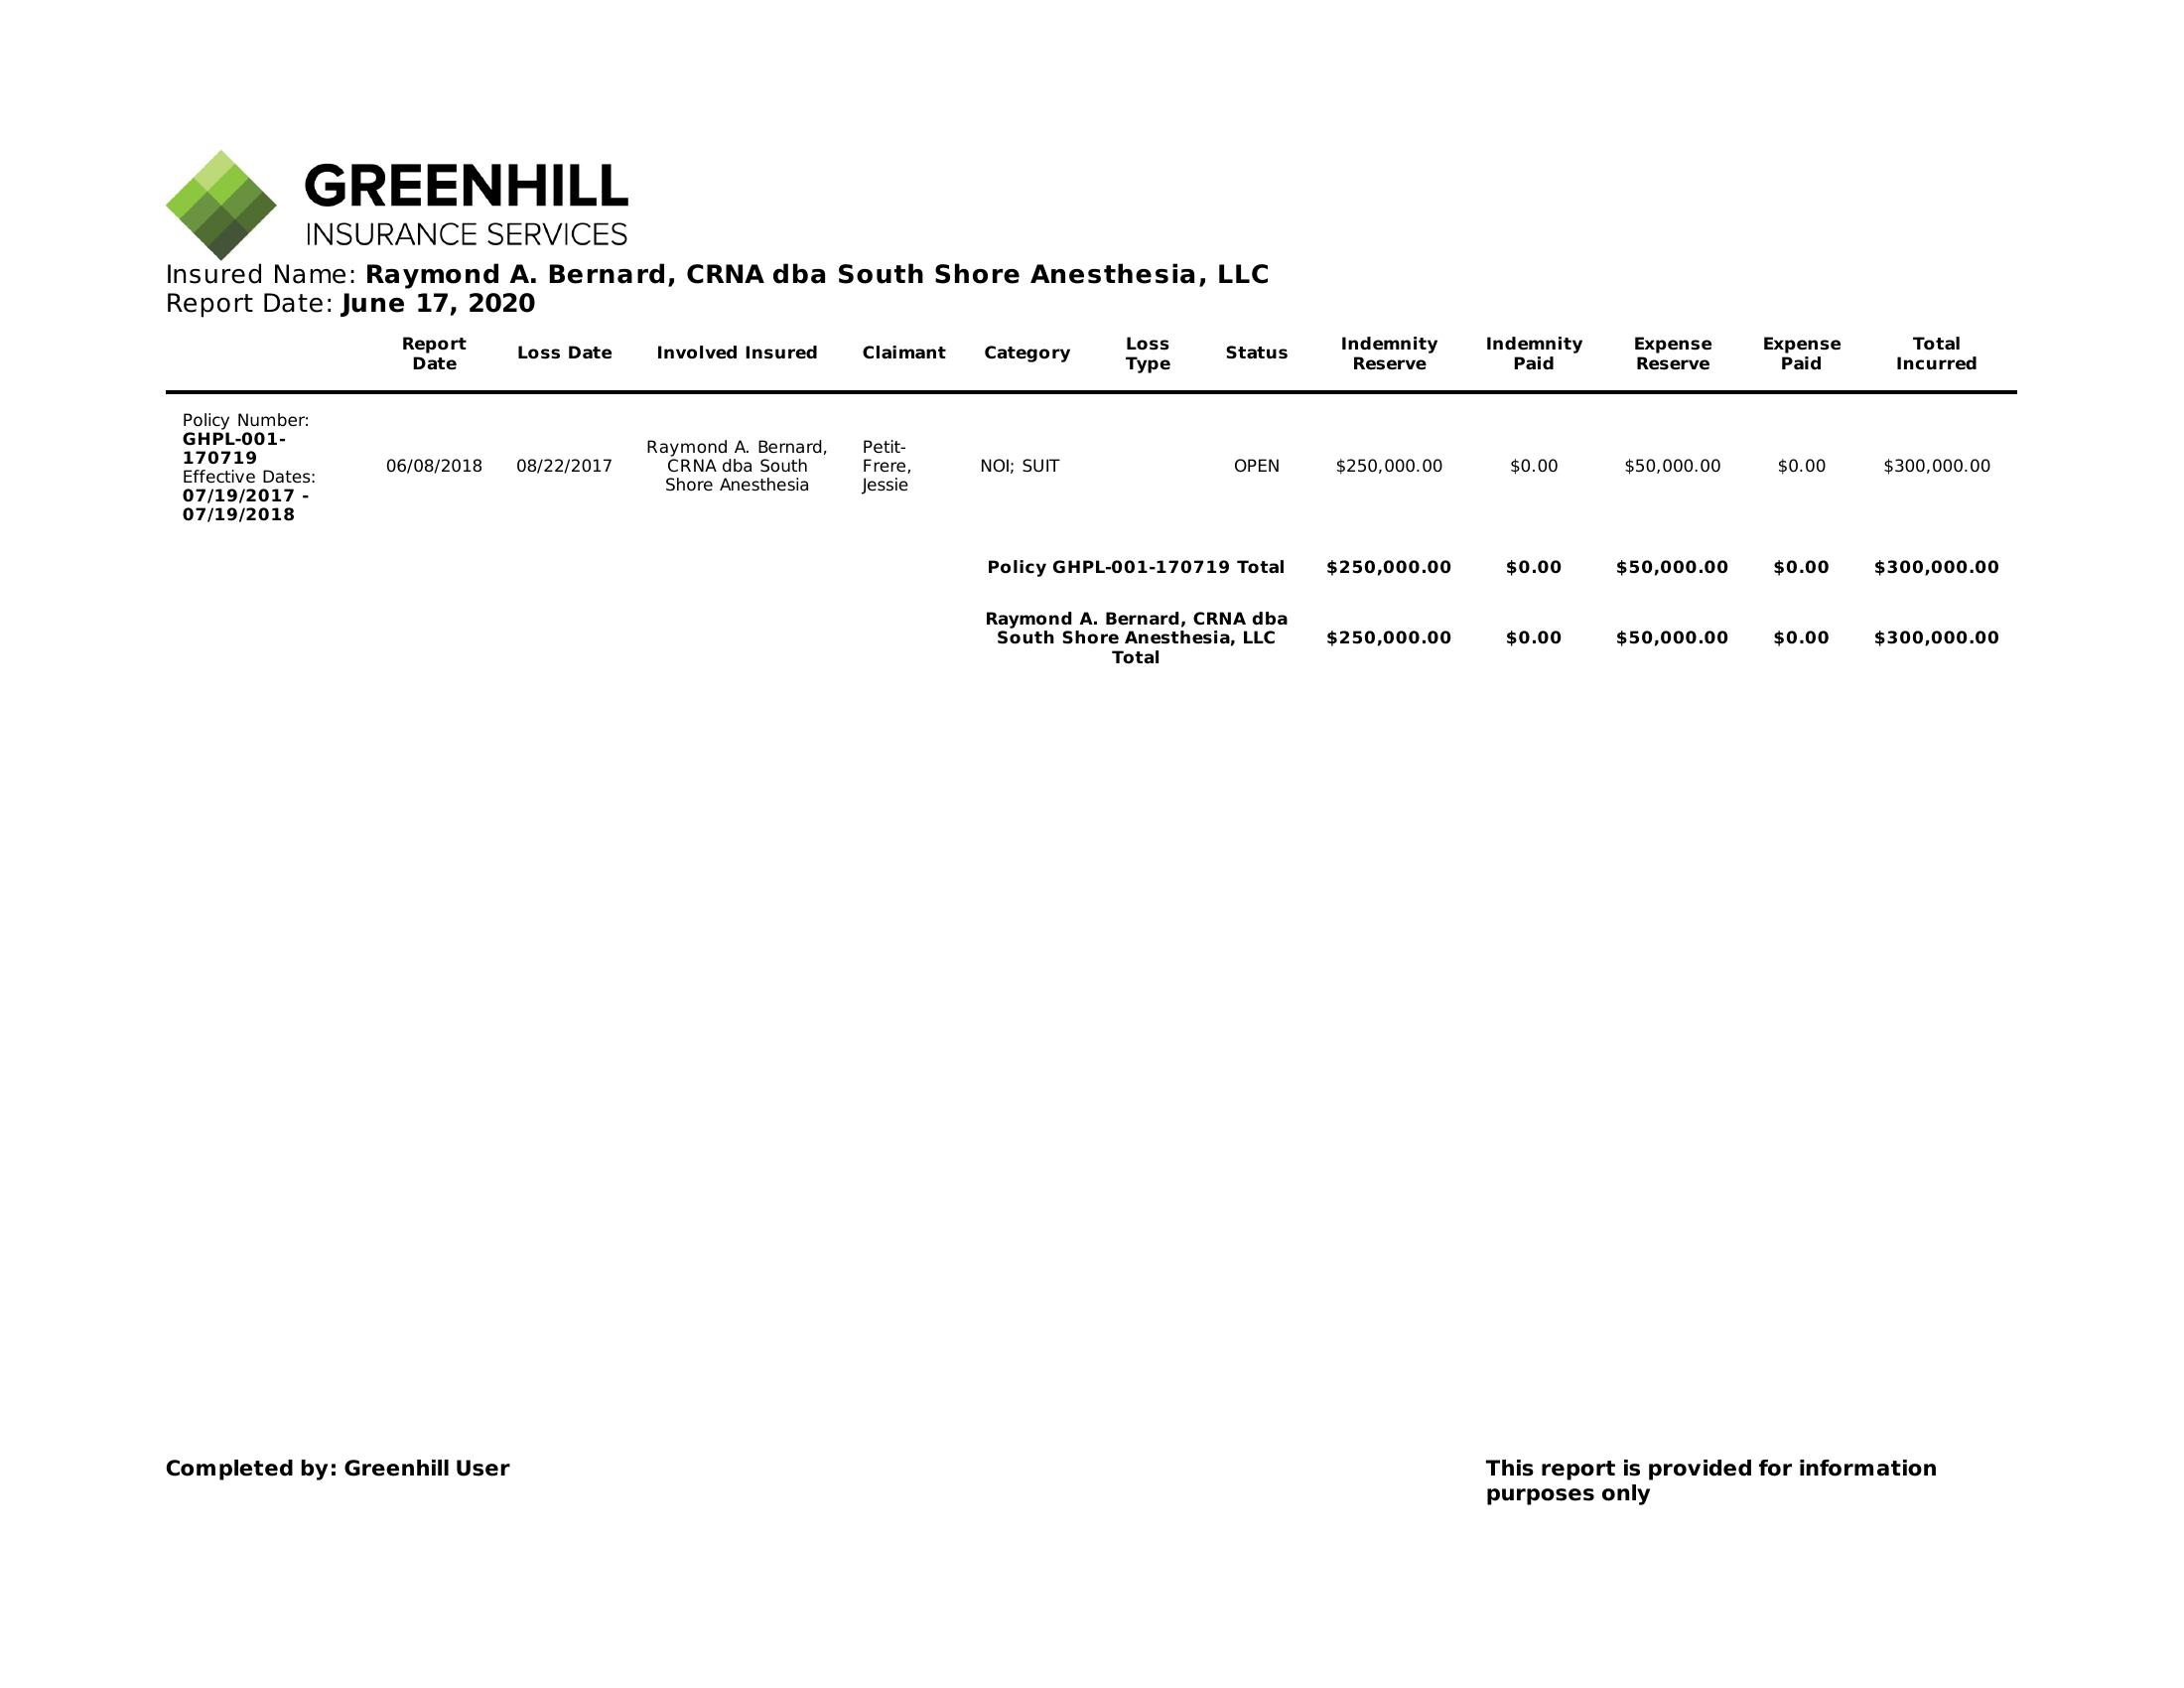 GREENHILL
INSURANCE SERVICES
Insured Name: Raymond A. Bernard, CRNA dba South Shore Anesthesia, LLC
Report Date: June 17, 2020
Report Date Loss Date Involved Insured Claimant Category Loss Type Status Indemnity Reserve Indemnity Paid Expense Reserve Expense Paid Total Incurred
Policy Number:
GHPL-001-
170719
Effective Dates:
07/19/2017 -
07/19/2018
06/08/2018 08/22/2017
Raymond A. Bernard,
CRNA dba South
Shore Anesthesia
Petit-
Frere,
Jessie
NOI; SUIT OPEN $250,000.00 $0.00 $50,000.00 $0.00 $300,000.00
Policy GHPL-001-170719 Total $250,000.00 $0.00 $50,000.00 $0.00 $300,000.00
Raymond A. Bernard, CRNA dba
South Shore Anesthesia, LLC
Total
$250,000.00 $0.00 $50,000.00 $0.00 $300,000.00
Completed by: Greenhill User
This report is provided for information
purposes only